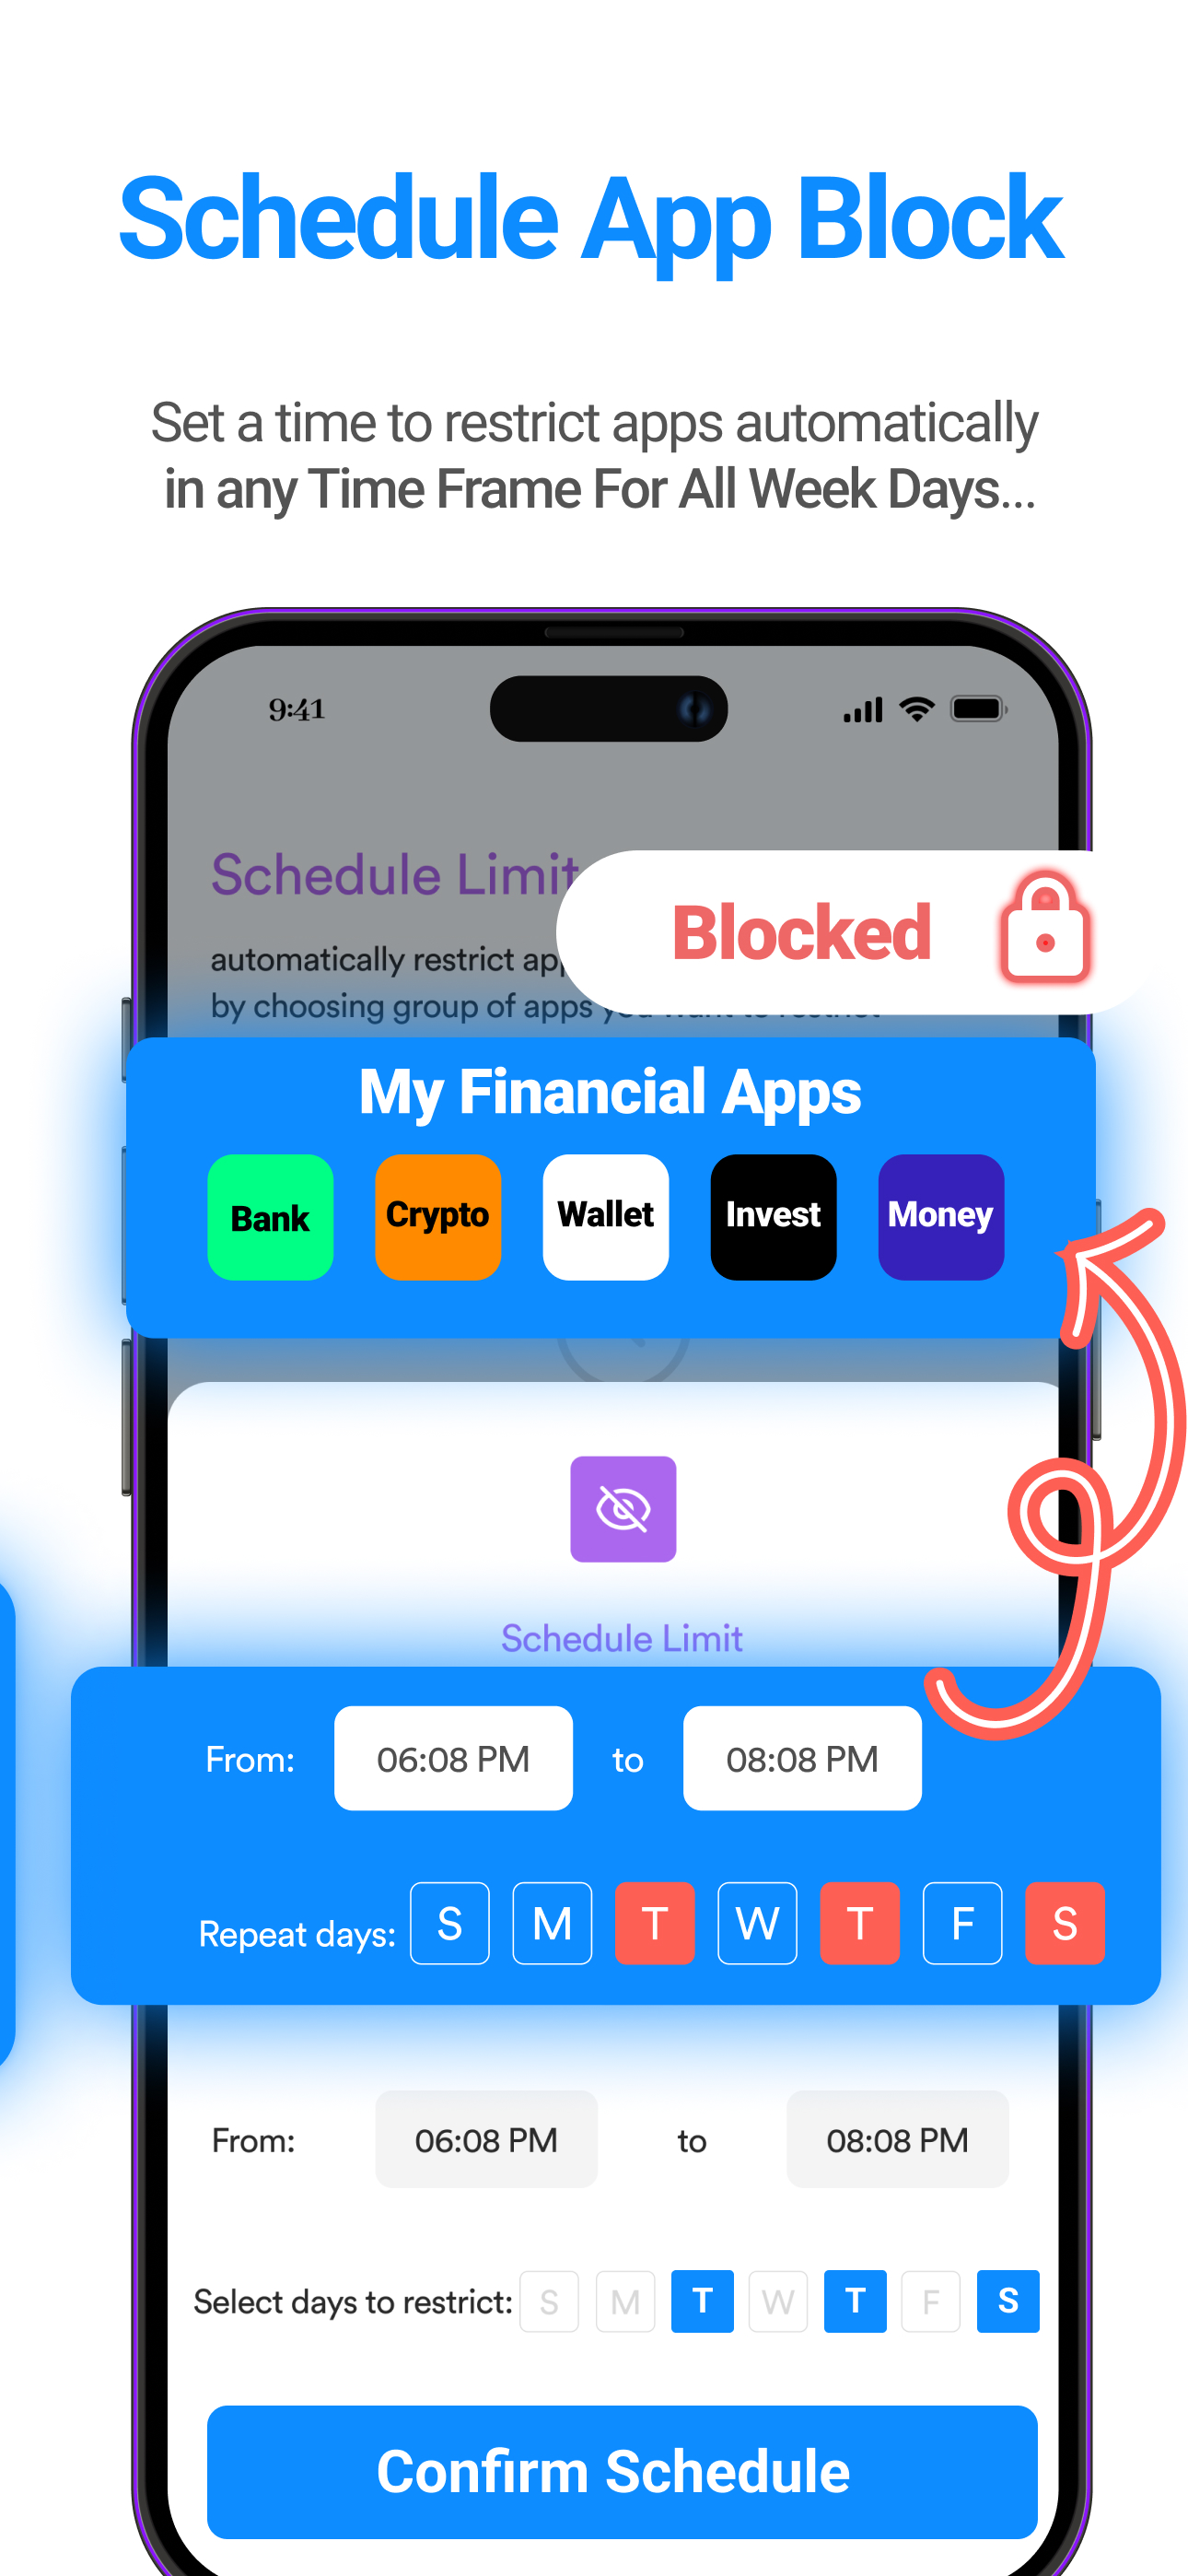 Schedule App Block
Set a time to restrict apps automatically
in any Time Frame For All Week Days...
9:41
Schedule Limit
Blocked
automatically restrict
by choosing group of apps
My Financial Apps
Bank Crypto Wallet Invest Money
Schedule Limit
From: 06:08 PM to 08:08 PM
Repeat days: S M T W T F S
From: 06:08 PM to 08:08 PM
Select days to restrict: S M T W T F S
Confirm Schedule